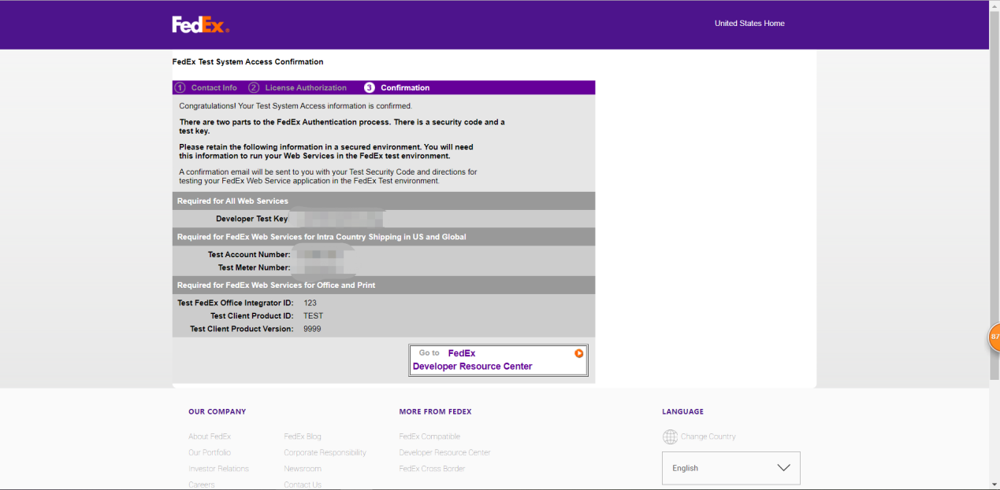 FedEx®
United States Home
FedEx Test System Access Confirmation
1 Contact Info 2 License Authorization 3 Confirmation
Congratulations! Your Test System Access information is confirmed.
There are two parts to the FedEx Authentication process. There is a security code and a
test key.
Please retain the following information in a secured environment. You will need
this information to run your Web Services in the FedEx test environment.
A confirmation email will be sent to you with your Test Security Code and directions for
testing your FedEx Web Service application in the FedEx Test environment.
Required for All Web Services
Developer Test Key
Required for FedEx Web Services for Intra Country Shipping in US and Global
Test Account Number:
Test Meter Number:
Required for FedEx Web Services for Office and Print
Test FedEx Office Integrator ID: 123
Test Client Product ID: TEST
Test Client Product Version: 9999
Go to FedEx
Developer Resource Center
87
OUR COMPANY
About FedEx
Our Portfolio
Investor Relations
Careers
FedEx Blog
Corporate Responsibility
Newsroom
Contact Us
MORE FROM FEDEX
FedEx Compatible
Developer Resource Center
FedEx Cross Border
LANGUAGE
Change Country
English